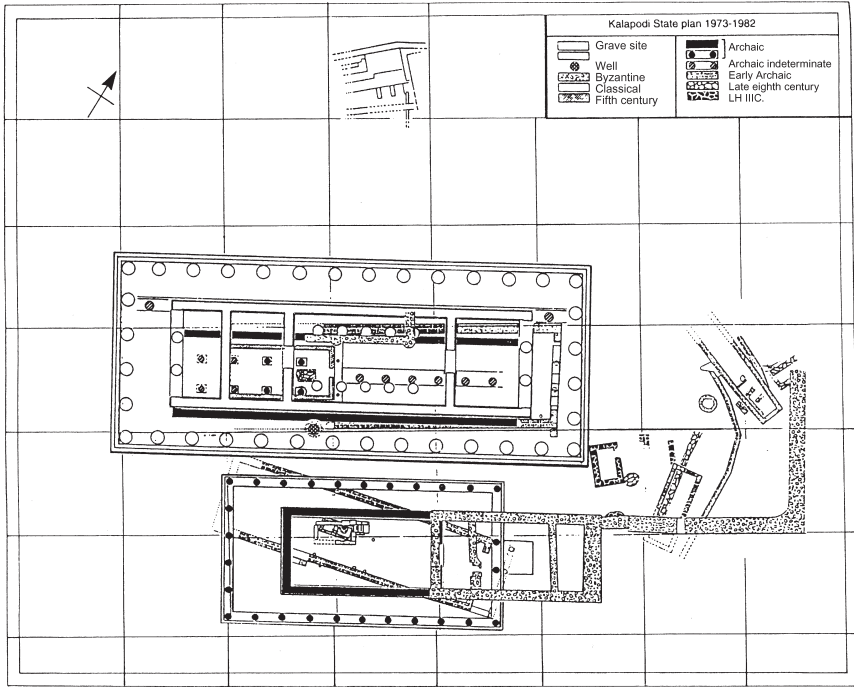 Kalapodi State plan 1973-1982
Grave site
Well
Byzantine
Classical
Fifth century
Archaic
Archaic indeterminate
Early Archaic
Late eighth century
LH IIIC.